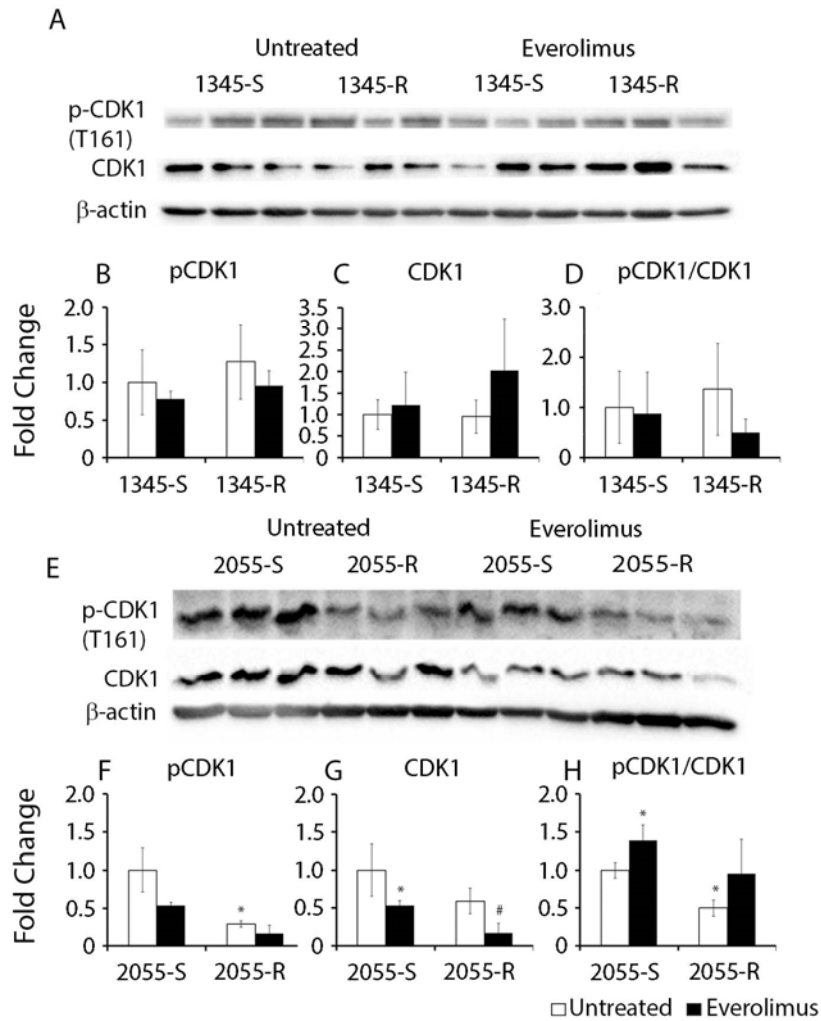 A
Untreated Everolimus
1345-S 1345-R 1345-S 1345-R
p-CDK1
(T161)
CDK1
β-actin
B pCDK1
C CDK1
D pCDK1/CDK1
Fold Change
2.0
1.5
1.0
0.5
0
1345-S 1345-R
3.5
3.0
2.5
2.0
1.5
1.0
0.5
0
1345-S 1345-R
3.0
2.0
1.0
0
1345-S 1345-R
E
Untreated Everolimus
2055-S 2055-R 2055-S 2055-R
p-CDK1
(T161)
CDK1
β-actin
F pCDK1
G CDK1
H pCDK1/CDK1
Fold Change
2.0
1.5
1.0
0.5
0
*
2055-S 2055-R
2.0
1.5
1.0
0.5
0
* #
2055-S 2055-R
2.0
1.5
1.0
0.5
0
* *
2055-S 2055-R
Untreated Everolimus